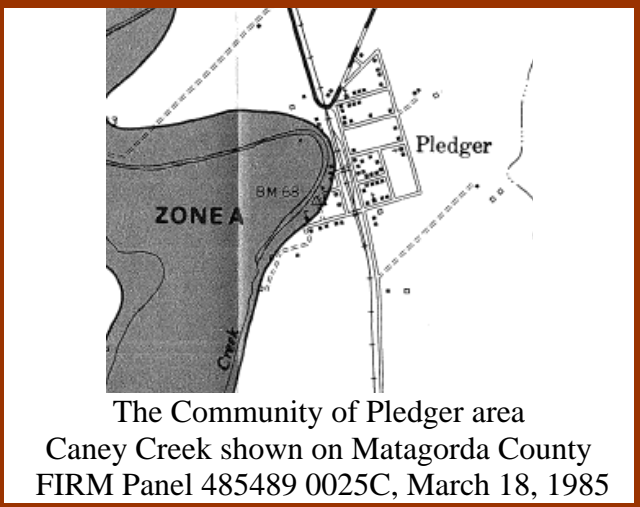 Pledger
BM 68
ZONE A
Creek
The Community of Pledger area
Caney Creek shown on Matagorda County
FIRM Panel 485489 0025C, March 18, 1985